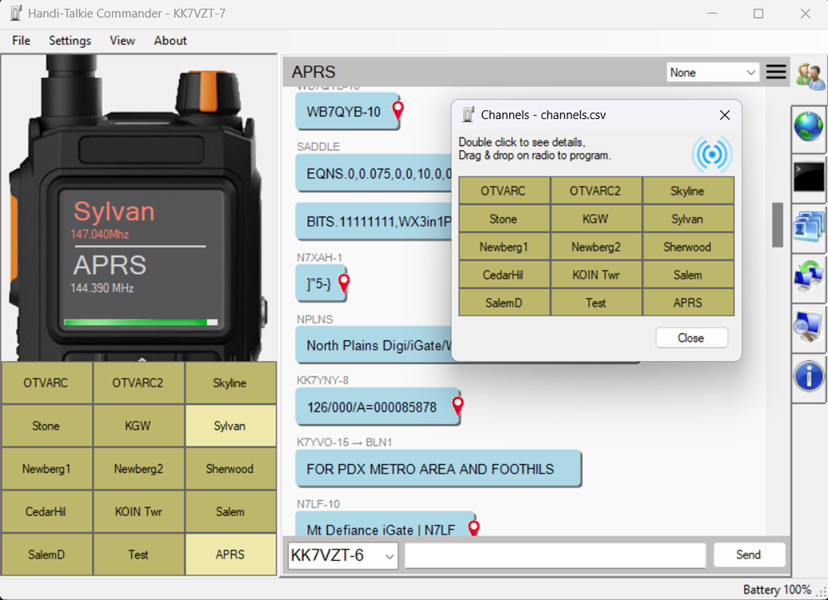 Handi-Talkie Commander - KK7VZT-7
File Settings View About
Sylvan
147.040Mhz
APRS
144.390 MHz
OTVARC OTVARC2 Skyline
Stone KGW Sylvan
Newberg1 Newberg2 Sherwood
CedarHil KOIN Twr Salem
SalemD Test APRS
APRS
None
WB7QYB-10
WB7QYB-10
SADDLE
EQNS.0,0.075,0,0,10,0,0
BITS.11111111,WX3in1P
N7XAH-1
]"5-}
NPLNS
North Plains Digi/iGate/
KK7YNY-8
126/000/A=000085878
K7YVO-15 → BLN1
FOR PDX METRO AREA AND FOOTHILS
N7LF-10
Mt Defiance iGate | N7LF
KK7VZT-6
Send
Channels - channels.csv
Double click to see details,
Drag & drop on radio to program.
OTVARC OTVARC2 Skyline
Stone KGW Sylvan
Newberg1 Newberg2 Sherwood
CedarHil KOIN Twr Salem
SalemD Test APRS
Close
Battery 100%